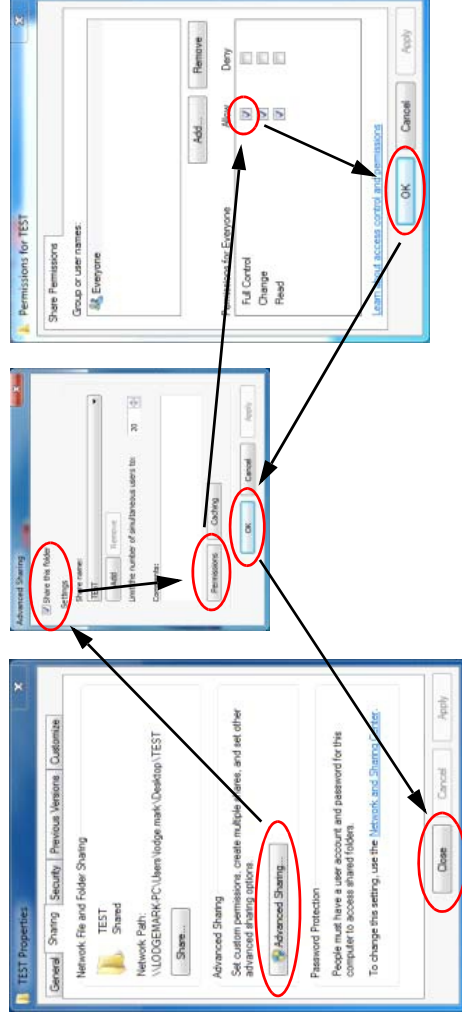 TEST Properties
General
Sharing
Security
Previous Versions
Customize
Network File and Folder Sharing
TEST
Shared
Network Path:
\\LODGEMARK-PC\Users\lodge.mark\Desktop\TEST
Share...
Advanced Sharing
Set custom permissions, create multiple shares, and set other
advanced sharing options.
Advanced Sharing...
Password Protection
People must have a user account and password for this
computer to access shared folders.
To change this setting, use the Network and Sharing Center.
Close
Cancel
Apply
Advanced Sharing
Share this folder
Settings
Share name:
TEST
Add
Remove
Limit the number of simultaneous users to:
20
Comments:
Permissions
Caching
OK
Cancel
Apply
Permissions for TEST
Share Permissions
Group or user names:
Everyone
Add...
Remove
Permissions for Everyone
Allow
Deny
Full Control
Change
Read
Learn about access control and permissions
OK
Cancel
Apply